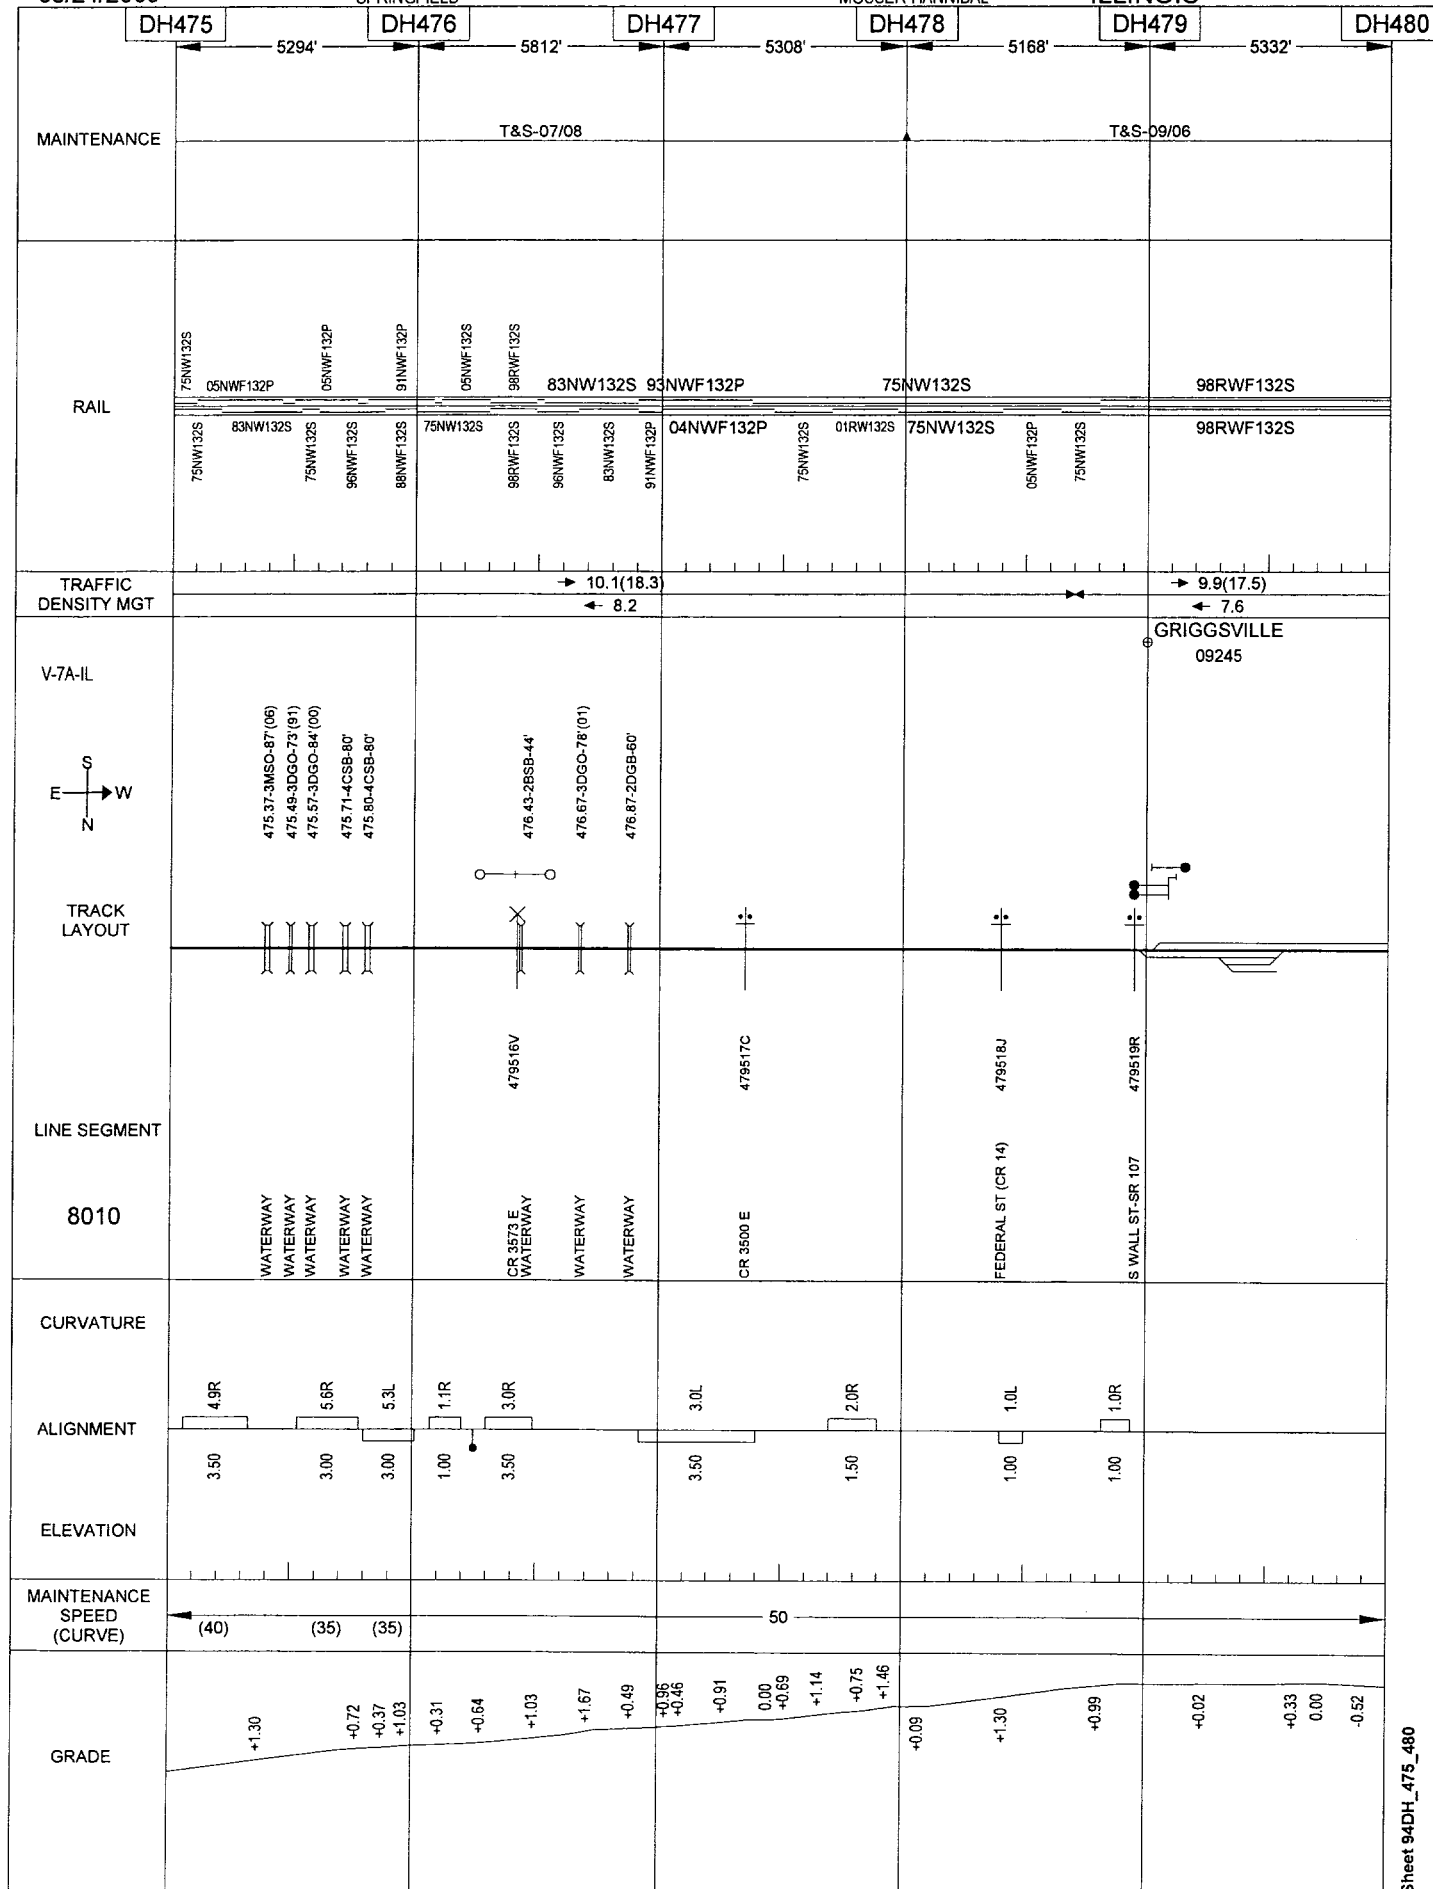 SPRINGFIELD
ILLINOIS
DH475 DH476 DH477 DH478 DH479 DH480
5294' 5812' 5308' 5168' 5332'
MAINTENANCE
T&S-07/08 T&S-09/06
75NW132S 05NWF132P 05NWF132P 91NWF132P 05NWF132S 98RWF132S 83NW132S 93NWF132P 75NW132S 98RWF132S
RAIL
75NW132S 83NW132S 75NW132S 96NWF132S 88NWF132S 75NW132S 98RWF132S 96NWF132S 83NW132S 91NWF132P 04NWF132P 75NW132S 01RW132S 75NW132S 05NWF132P 75NW132S 98RWF132S
TRAFFIC
DENSITY MGT
10.1(18.3) 9.9(17.5)
8.2 7.6
GRIGGSVILLE
09245
V-7A-IL
S
E W
N
475.37-3MSO-87'(06)
475.49-3DGO-73'(91)
475.57-3DGO-84'(00)
475.71-4CSB-80'
475.80-4CSB-80'
476.43-2BSB-44'
476.67-3DGO-78'(01)
476.87-2DGB-60'
TRACK
LAYOUT
479516V
479517C
479518J
479519R
LINE SEGMENT
8010
WATERWAY
WATERWAY
WATERWAY
WATERWAY
WATERWAY
CR 3573 E
WATERWAY
WATERWAY
WATERWAY
CR 3500 E
FEDERAL ST (CR 14)
S WALL ST-SR 107
CURVATURE
4.9R 5.6R 5.3L 1.1R 3.0R 3.0L 2.0R 1.0L 1.0R
ALIGNMENT
3.50 3.00 3.00 1.00 3.50 3.50 1.50 1.00 1.00
ELEVATION
MAINTENANCE
SPEED
(CURVE)
(40) (35) (35) 50
GRADE
+1.30 +0.72 +0.37 +1.03 +0.31 +0.64 +1.03 +1.67 +0.49 +0.96 +0.46 +0.91 0.00 +0.69 +1.14 +0.75 +1.46 +0.09 +1.30 +0.99 +0.02 +0.33 0.00 -0.52
Sheet 94DH_475_480